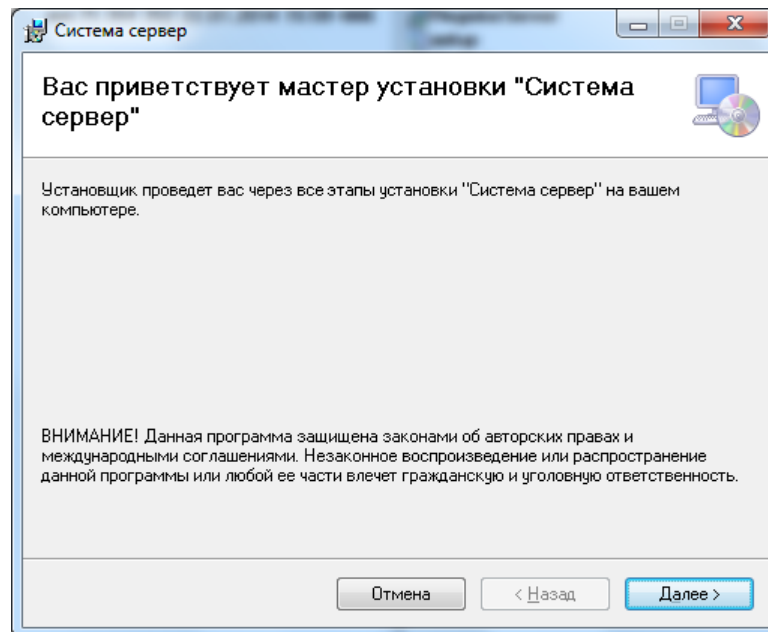 Система сервер
Вас приветствует мастер установки "Система
сервер"
Установщик проведет вас через все этапы установки "Система сервер" на вашем
компьютере.
ВНИМАНИЕ! Данная программа защищена законами об авторских правах и
международными соглашениями. Незаконное воспроизведение или распространение
данной программы или любой ее части влечет гражданскую и уголовную ответственность.
Отмена < Назад Далее >